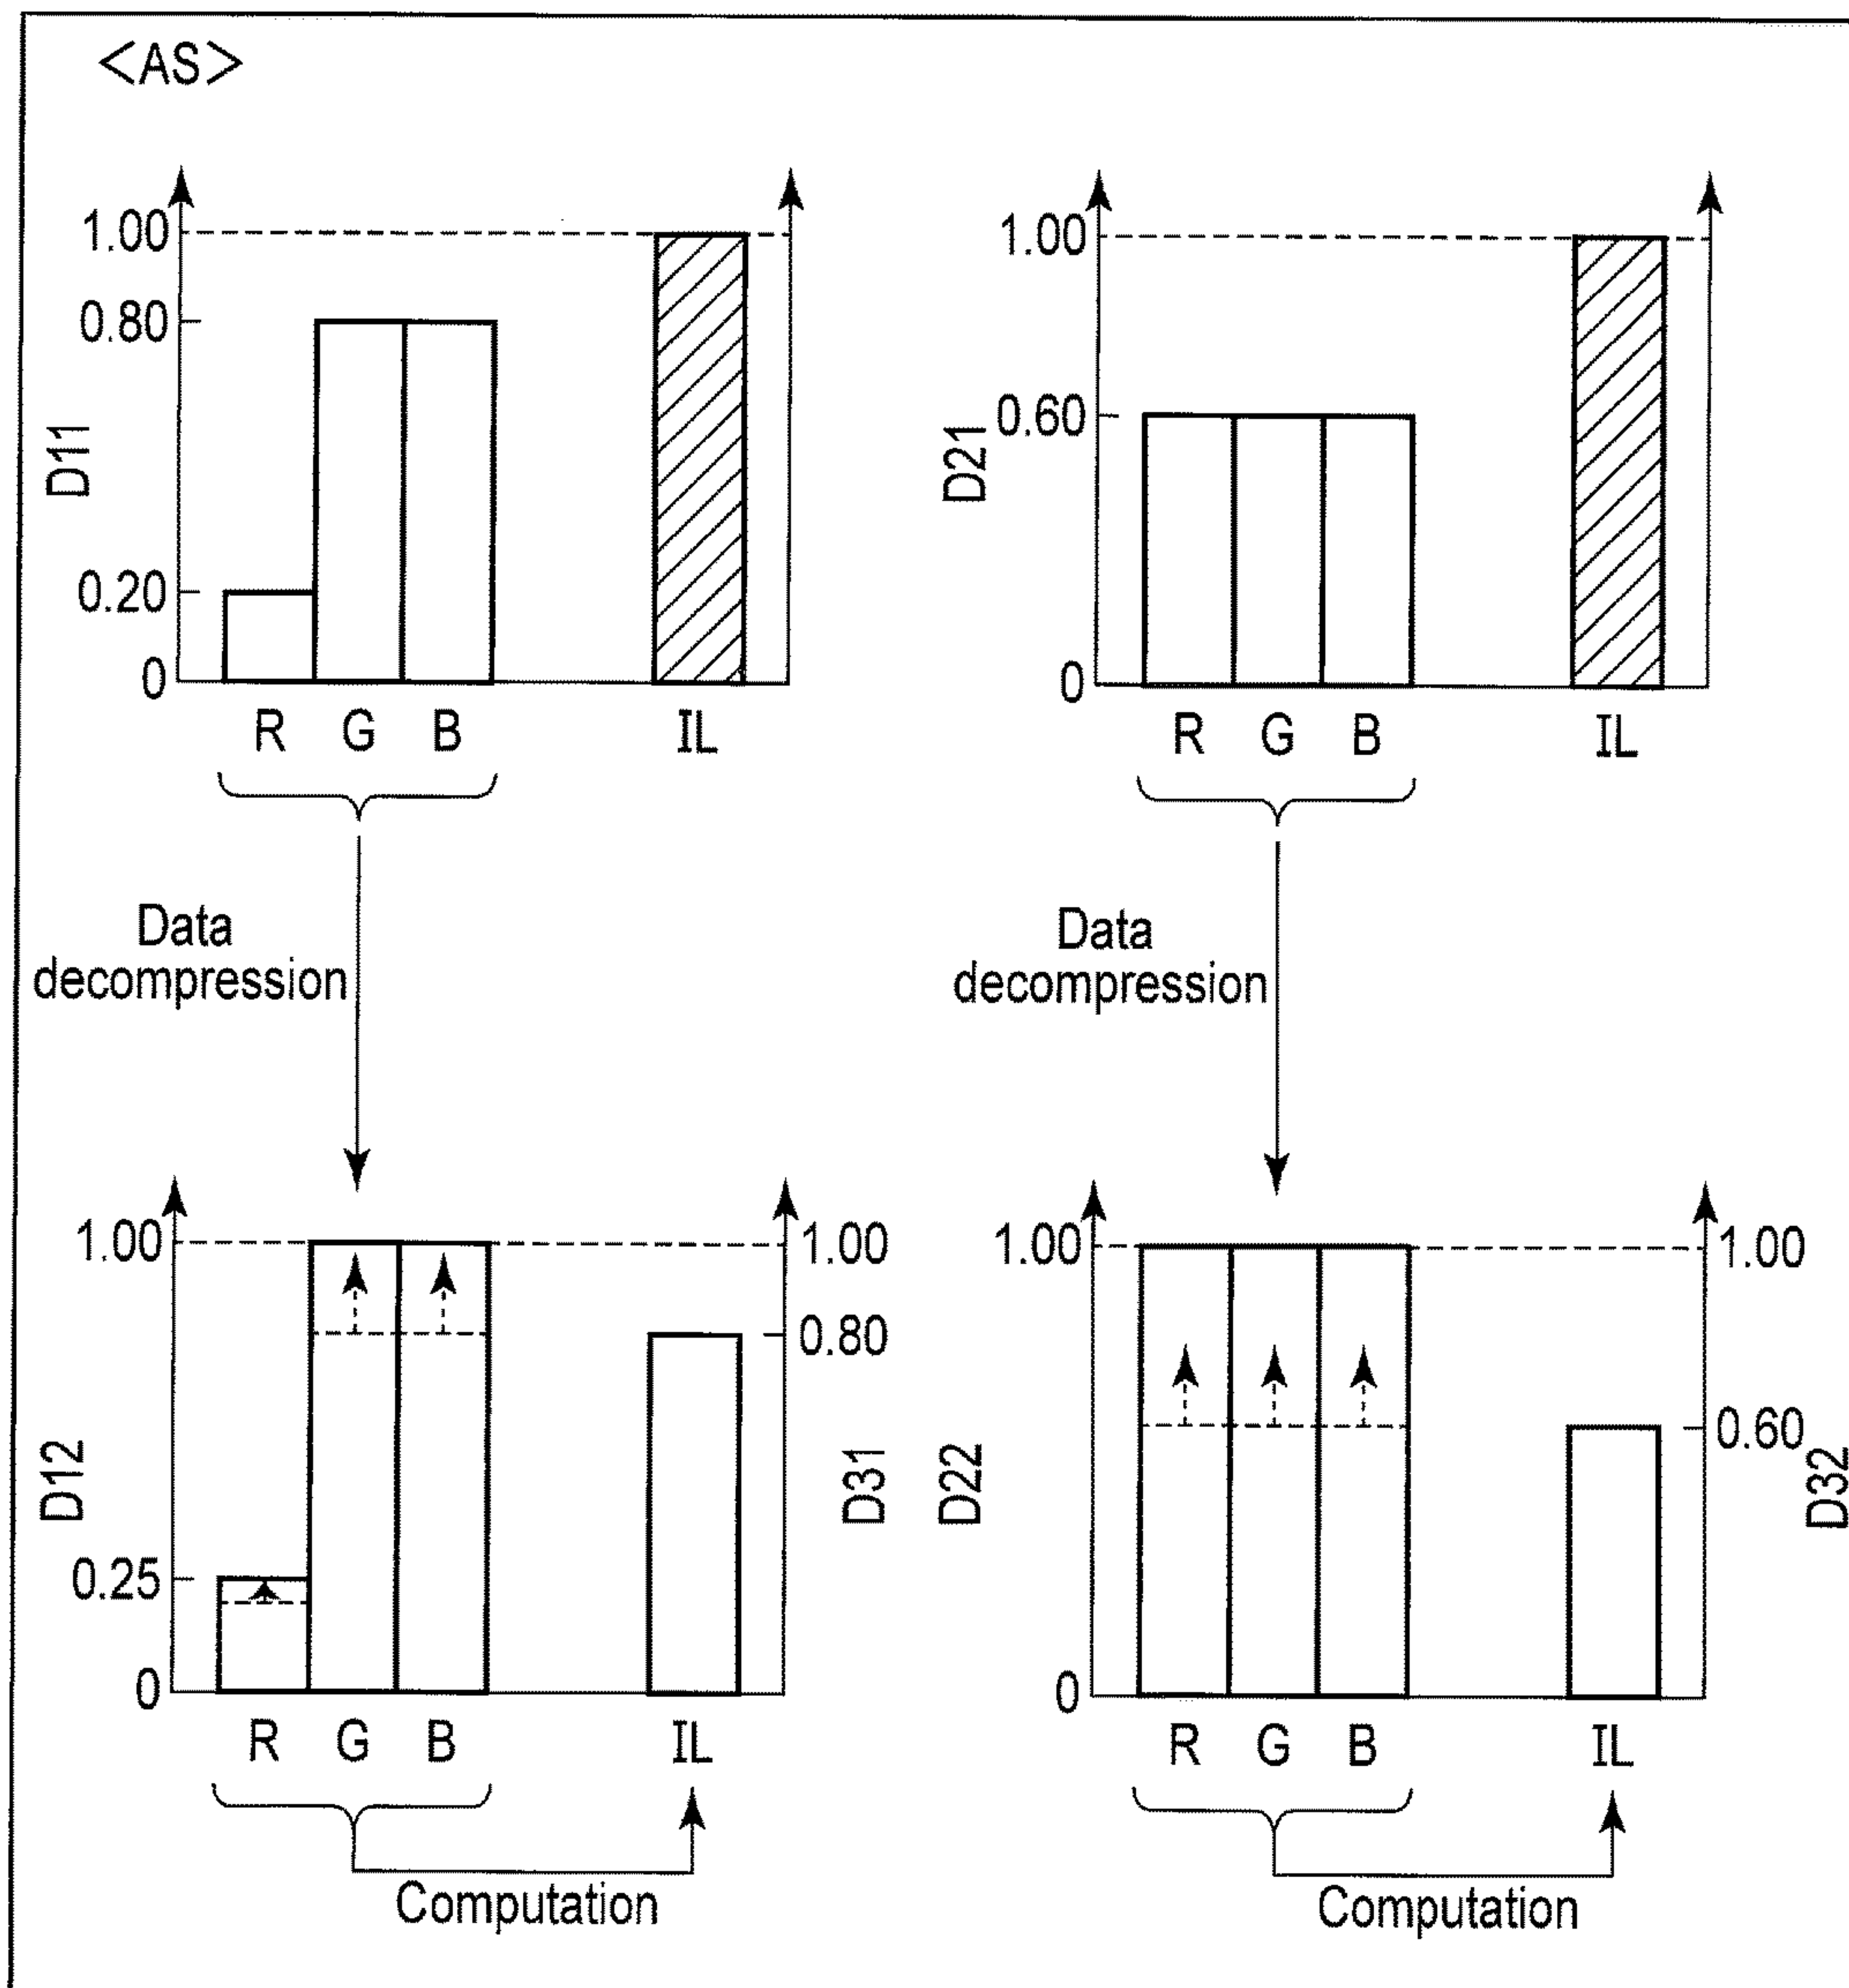 <AS>
1.00
0.80
0.20
0
D11
R G B IL
1.00
0.60
0
D21
R G B IL
Data
decompression
Data
decompression
1.00
0.25
0
D12
1.00
0.80
D31
R G B IL
Computation
1.00
0
D22
1.00
0.60
D32
R G B IL
Computation